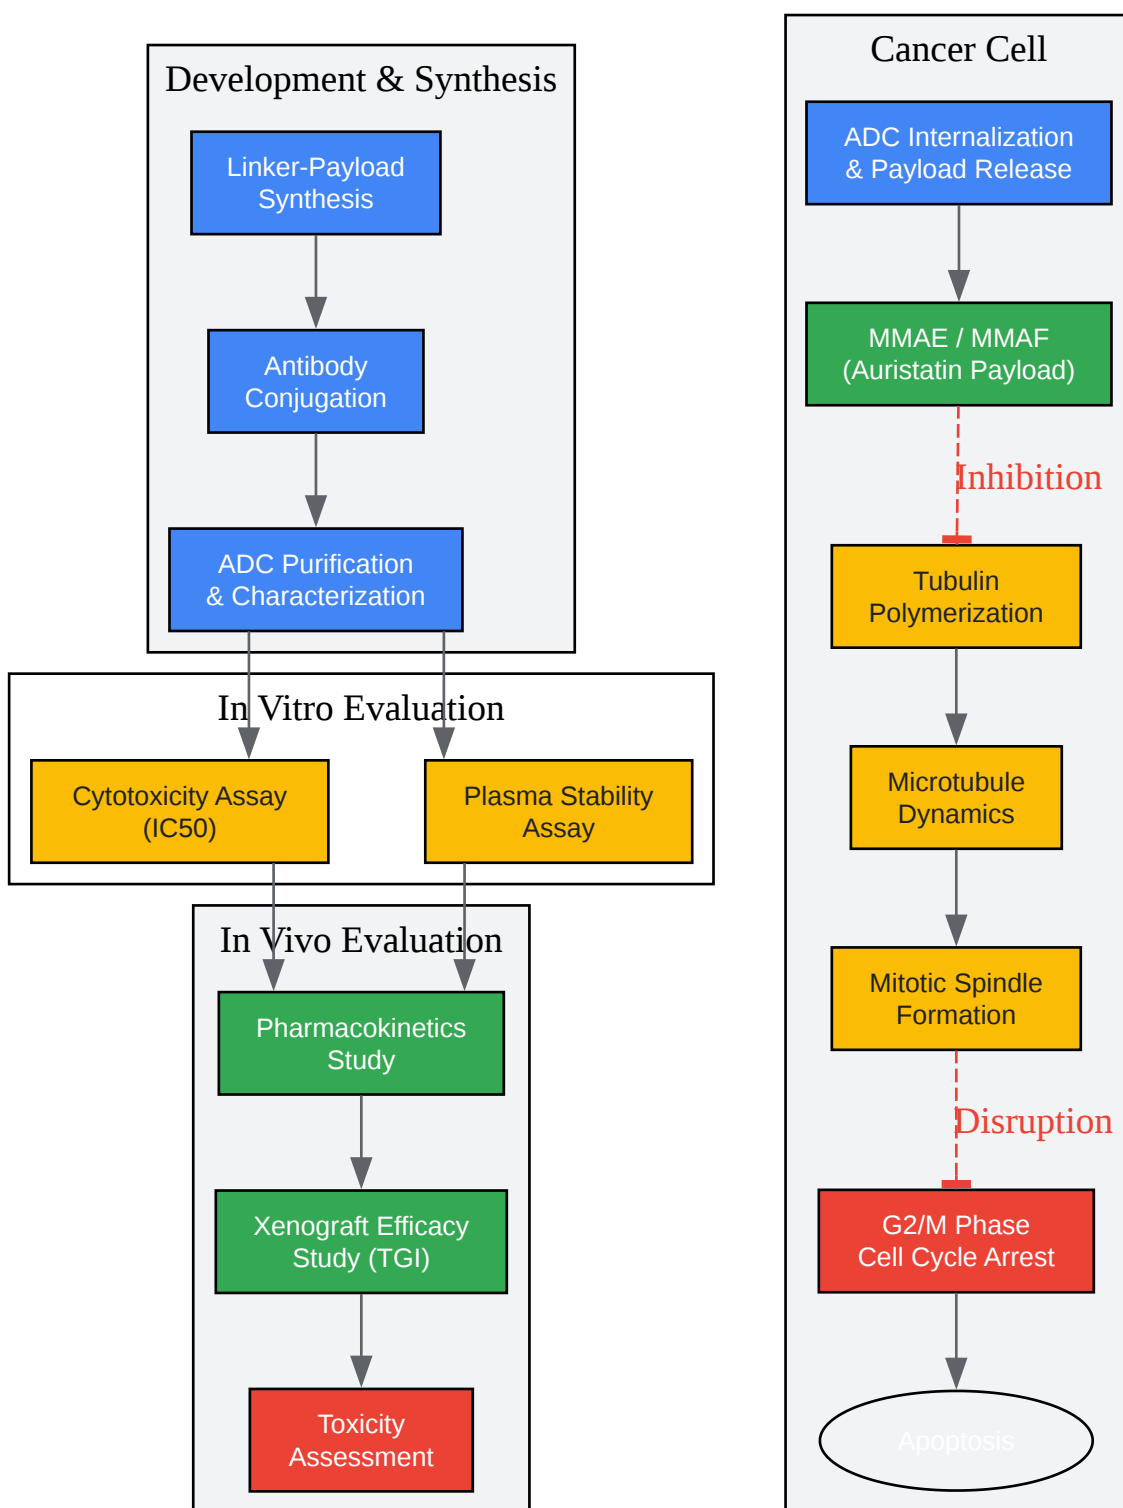 Development & Synthesis
Linker-Payload
Synthesis
Antibody
Conjugation
ADC Purification
& Characterization
In Vitro Evaluation
Cytotoxicity Assay
(IC50)
Plasma Stability
Assay
In Vivo Evaluation
Pharmacokinetics
Study
Xenograft Efficacy
Study (TGI)
Toxicity
Assessment
Cancer Cell
ADC Internalization
& Payload Release
MMAE / MMAF
(Auristatin Payload)
Inhibition
Tubulin
Polymerization
Microtubule
Dynamics
Mitotic Spindle
Formation
Disruption
G2/M Phase
Cell Cycle Arrest
Apoptosis